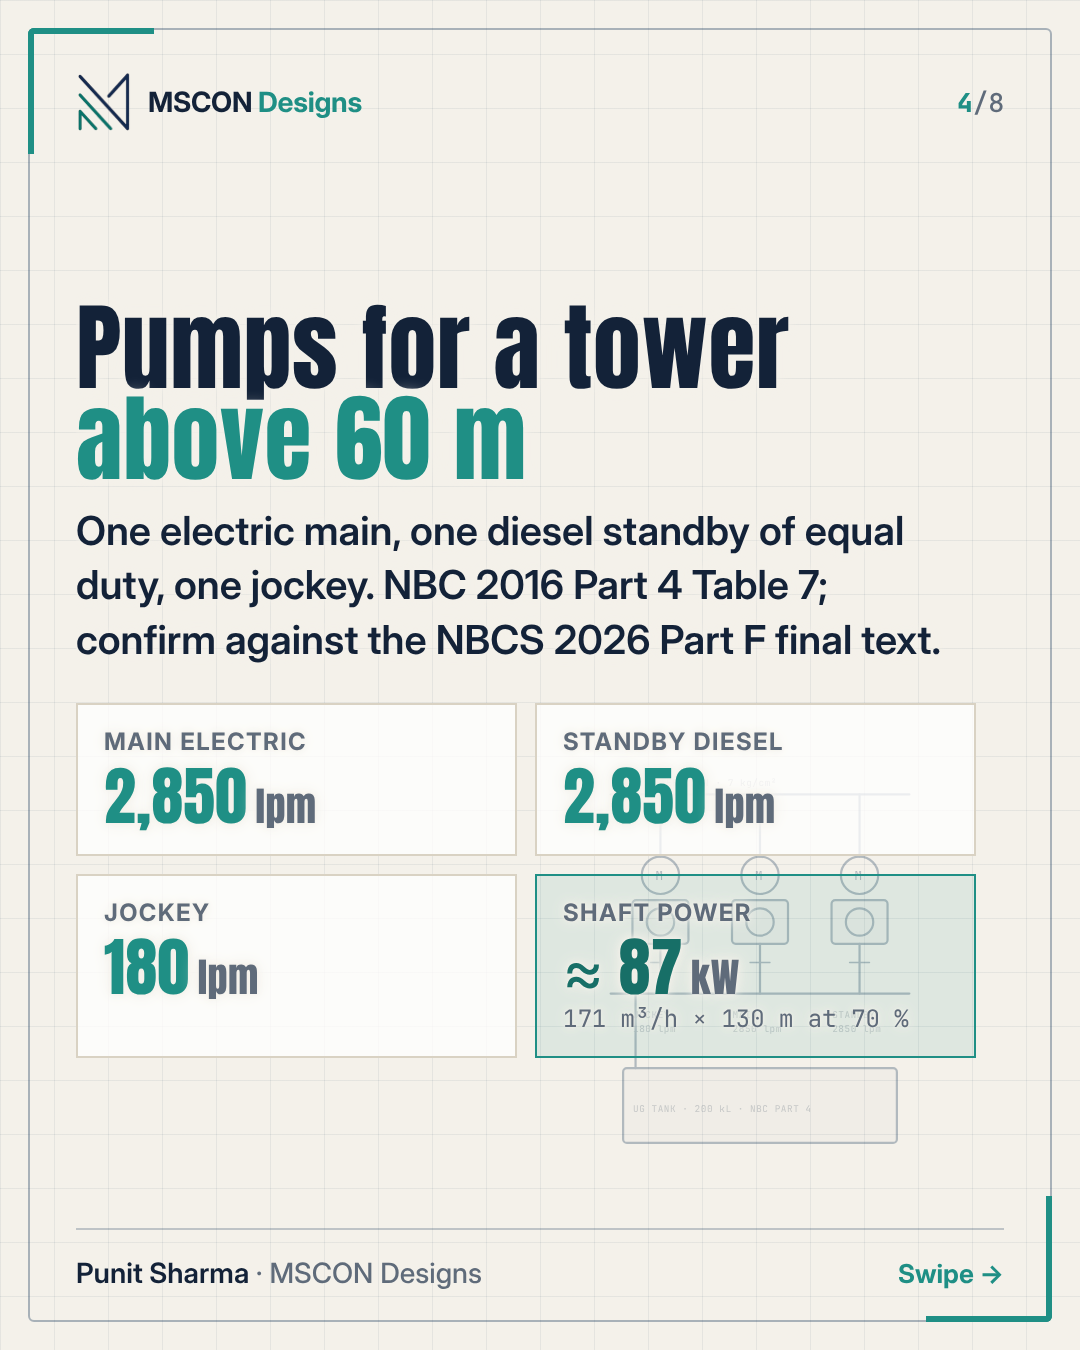 MSCON Designs
4/8
Pumps for a tower
above 60 m
One electric main, one diesel standby of equal
duty, one jockey. NBC 2016 Part 4 Table 7;
confirm against the NBCS 2026 Part F final text.
MAIN ELECTRIC
2,850 lpm
STANDBY DIESEL
2,850 lpm
M M M
JOCKEY
180 lpm
SHAFT POWER
≈ 87 kW
171 m³/h × 130 m at 70 %
2850 lpm
UG TANK · 200 kL · NBC PART 4
Punit Sharma · MSCON Designs
Swipe →